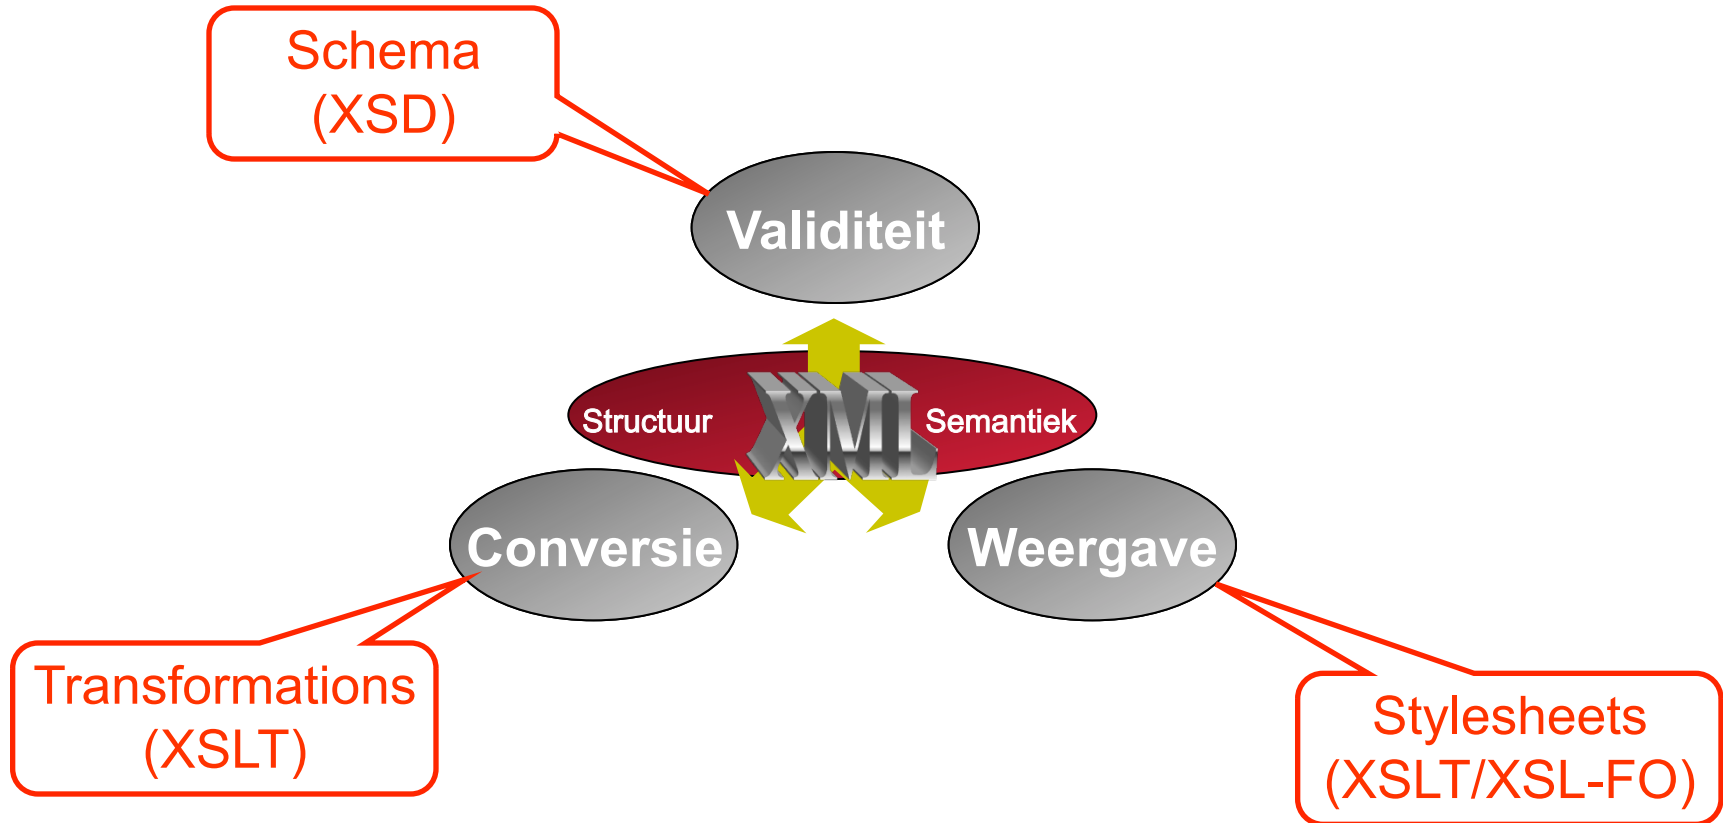 Schema
(XSD)
Validiteit
Structuur
XML
Semantiek
Conversie
Weergave
Transformations
(XSLT)
Stylesheets
(XSLT/XSL-FO)